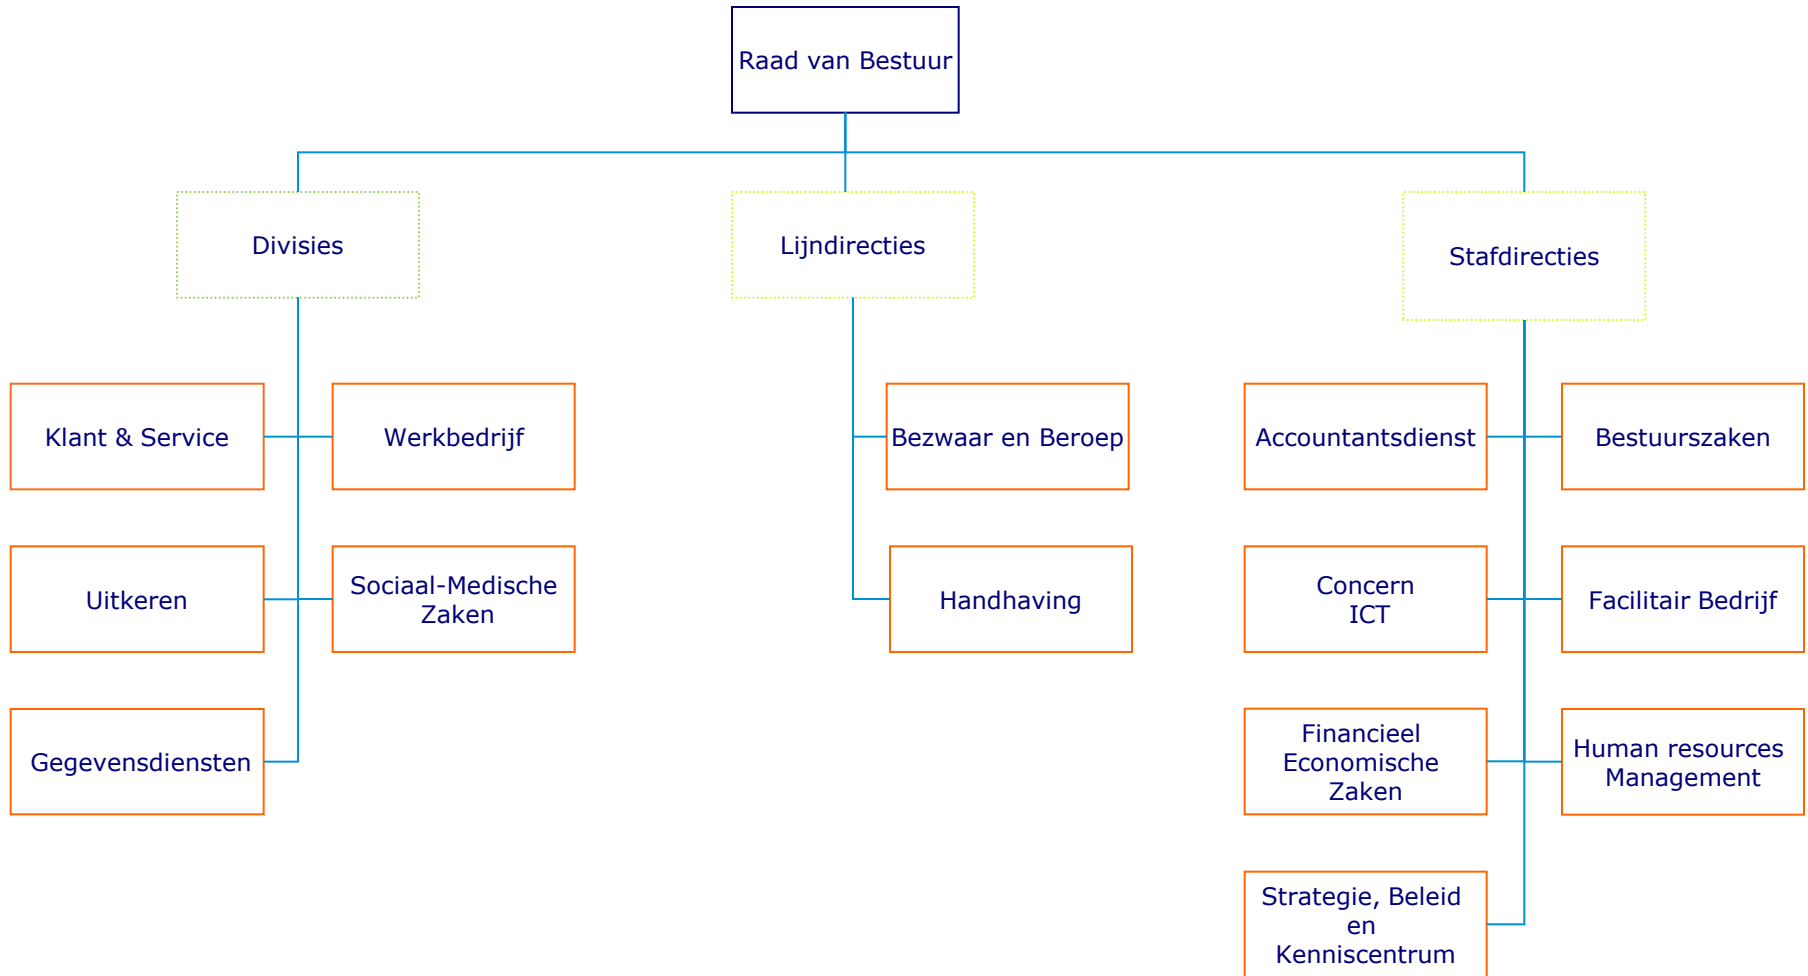 Raad van Bestuur
Divisies
Lijndirecties
Stafdirecties
Klant & Service
Werkbedrijf
Bezwaar en Beroep
Accountantsdienst
Bestuurszaken
Uitkeren
Sociaal-Medische
Zaken
Handhaving
Concern
ICT
Facilitair Bedrijf
Gegevensdiensten
Financieel
Economische
Zaken
Human resources
Management
Strategie, Beleid
en
Kenniscentrum